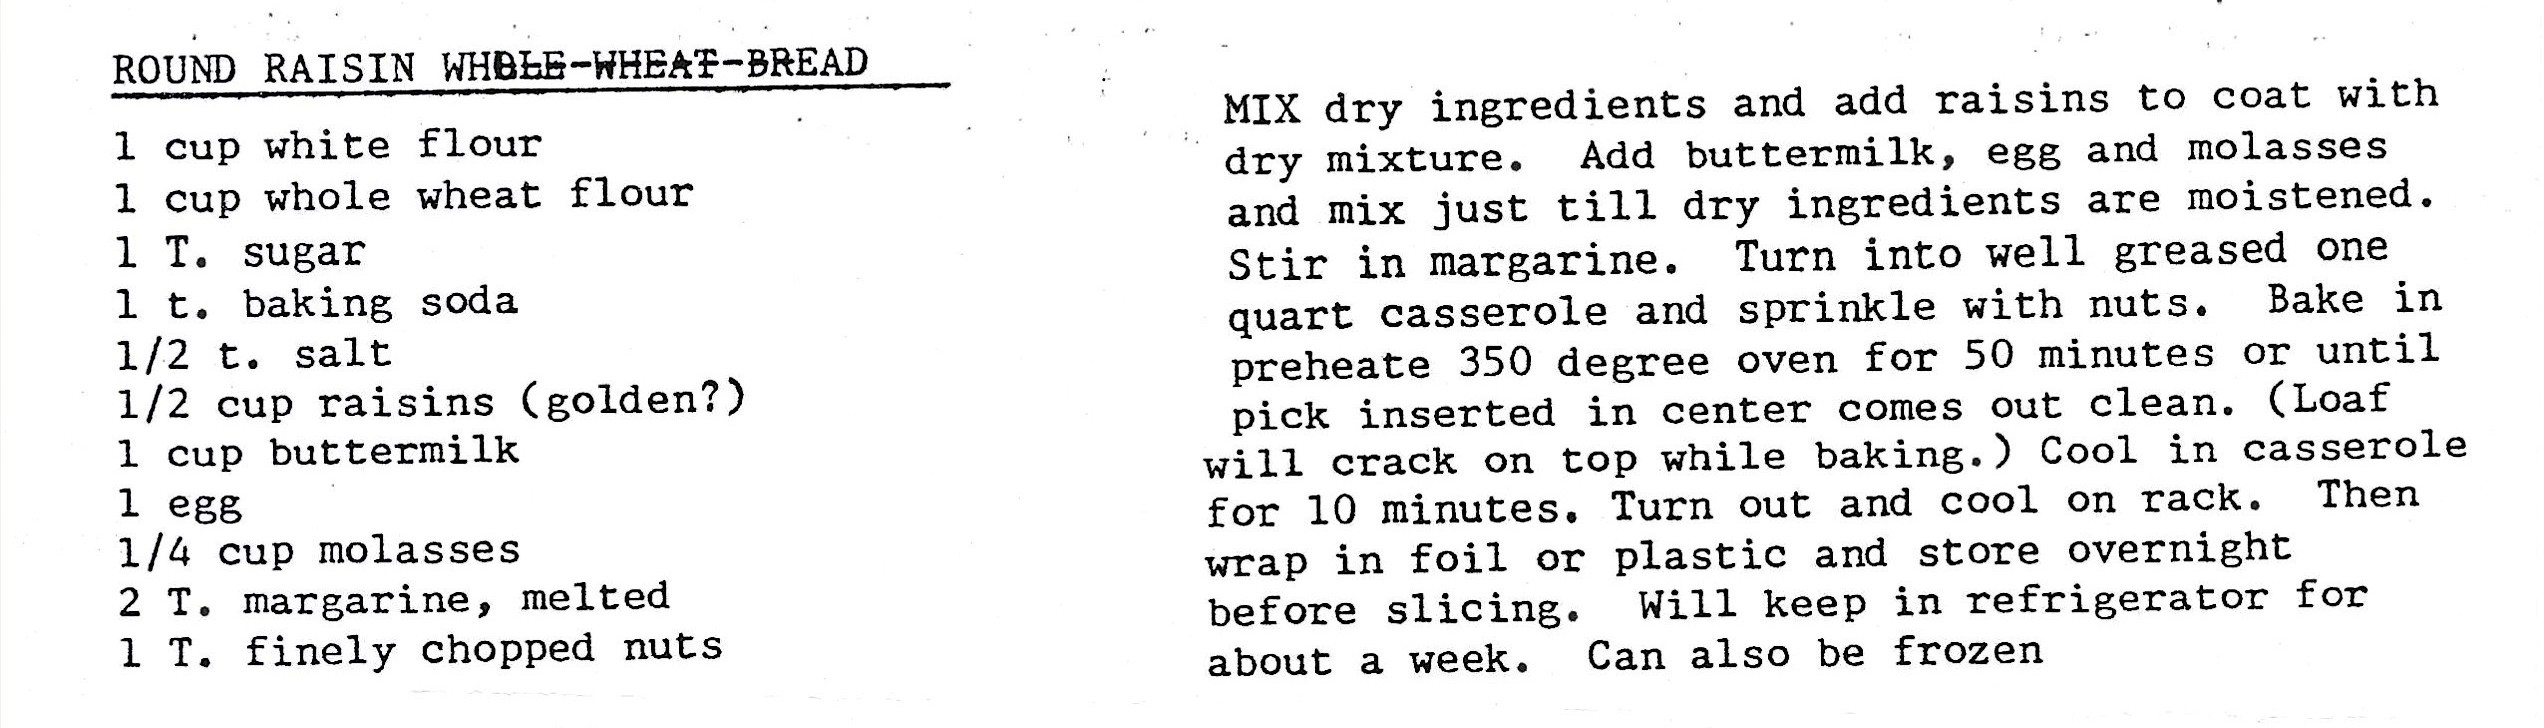 ROUND RAISIN WHOLE-WHEAT-BREAD
1 cup white flour
1 cup whole wheat flour
1 T. sugar
1 t. baking soda
1/2 t. salt
1/2 cup raisins (golden?)
1 cup buttermilk
1 egg
1/4 cup molasses
2 T. margarine, melted
1 T. finely chopped nuts
MIX dry ingredients and add raisins to coat with
dry mixture. Add buttermilk, egg and molasses
and mix just till dry ingredients are moistened.
Stir in margarine. Turn into well greased one
quart casserole and sprinkle with nuts. Bake in
preheate 350 degree oven for 50 minutes or until
pick inserted in center comes out clean. (Loaf
will crack on top while baking.) Cool in casserole
for 10 minutes. Turn out and cool on rack. Then
wrap in foil or plastic and store overnight
before slicing. Will keep in refrigerator for
about a week. Can also be frozen